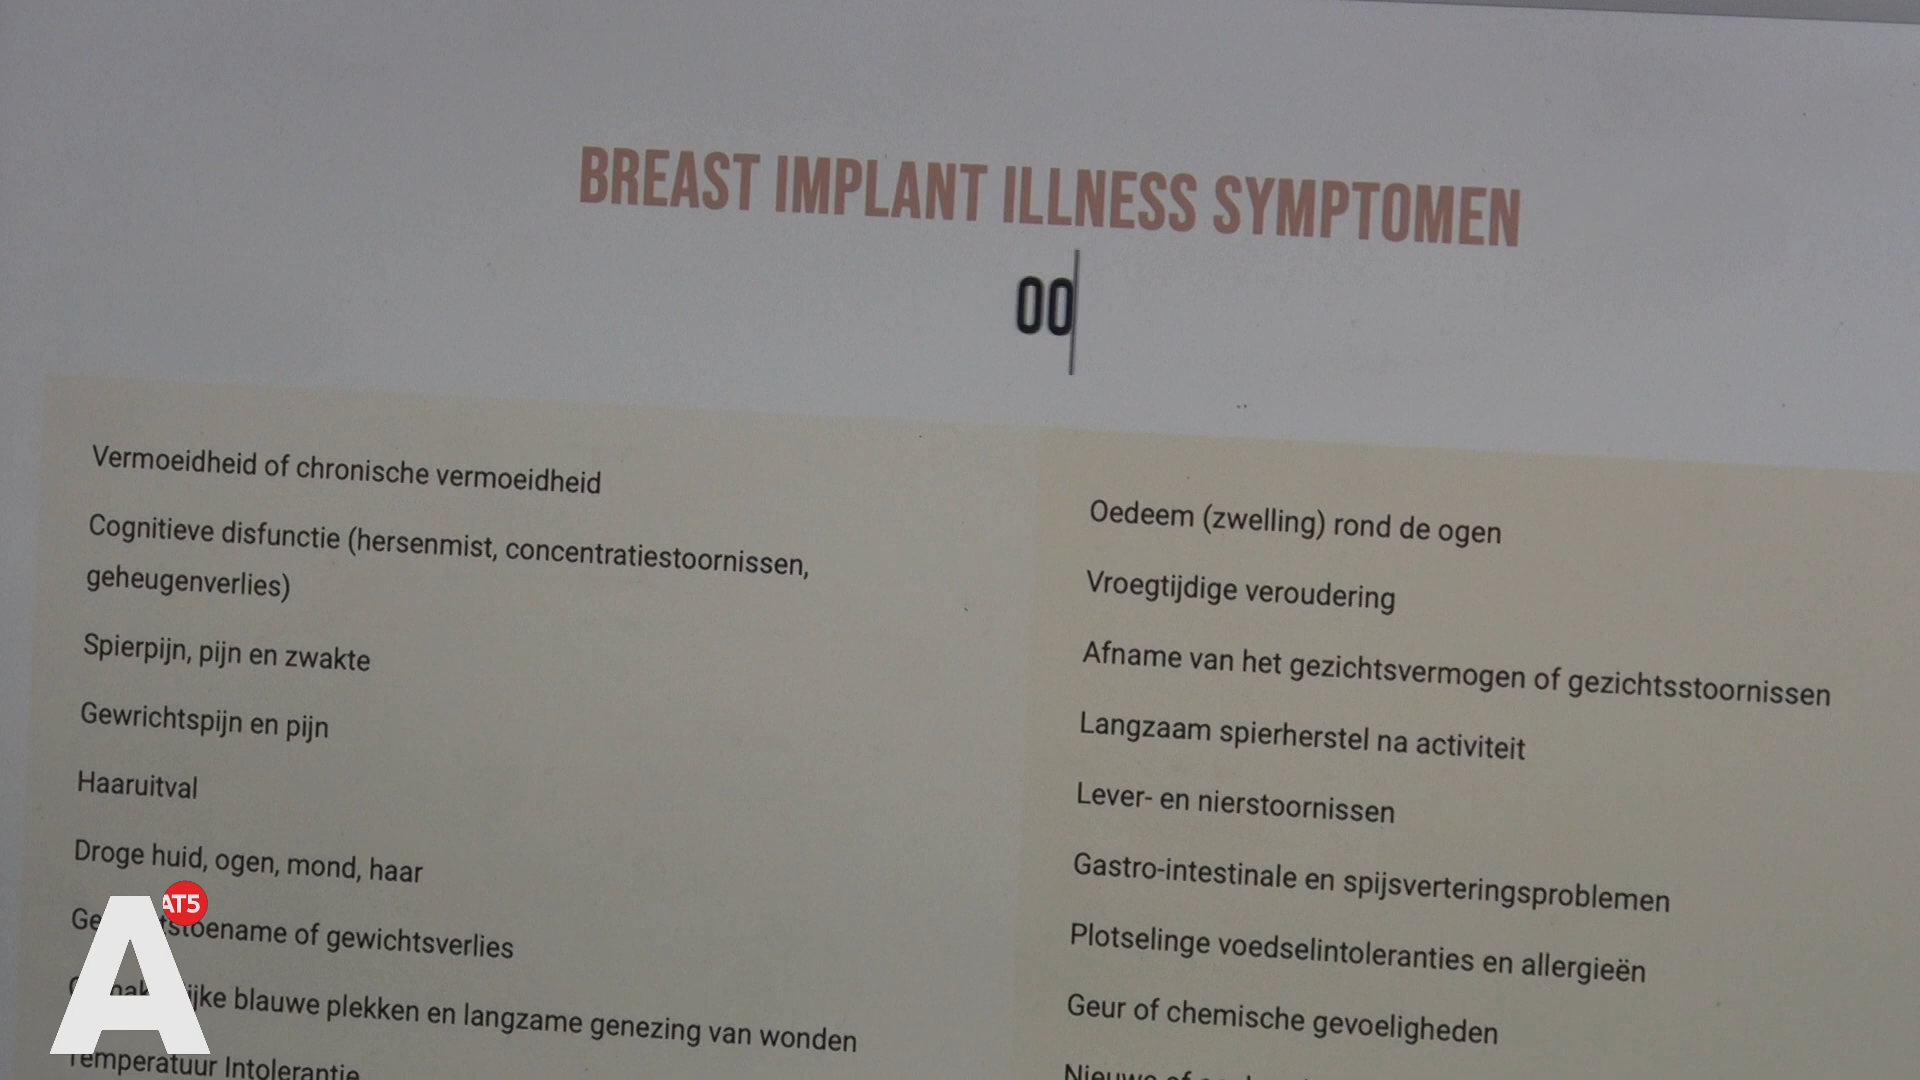 BREAST IMPLANT ILLNESS SYMPTOMEN
00
Vermoeidheid of chronische vermoeidheid
Cognitieve disfunctie (hersenmist, concentratiestoornissen,
geheugenverlies)
Spierpijn, pijn en zwakte
Gewrichtspijn en pijn
Haaruitval
Droge huid, ogen, mond, haar
of gewichtsverlies
blauwe plekken en langzame genezing van wonden
Temperatuur Intolerantie
Oedeem (zwelling) rond de ogen
Vroegtijdige veroudering
Afname van het gezichtsvermogen of gezichtsstoornissen
Langzaam spierherstel na activiteit
Lever- en nierstoornissen
Gastro-intestinale en spijsverteringsproblemen
Plotselinge voedselintoleranties en allergieën
Geur of chemische gevoeligheden
Nieuwe of
A
AT5